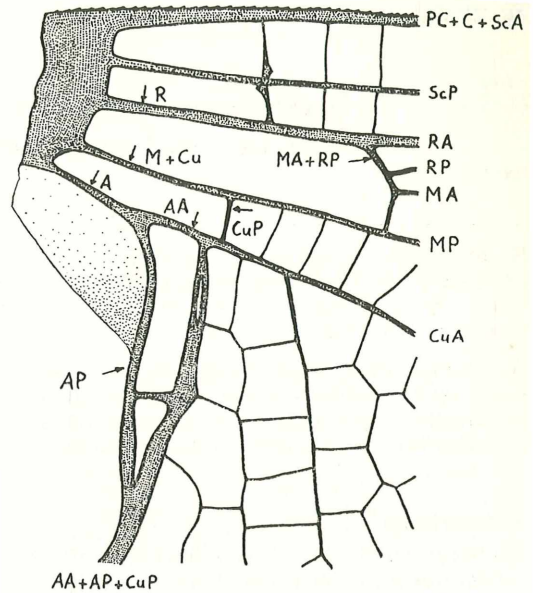 PC + C + ScA
ScP
R
RA
MA + RP
RP
M + Cu
MA
A
AA
CuP
MP
CuA
AP
AA + AP + CuP